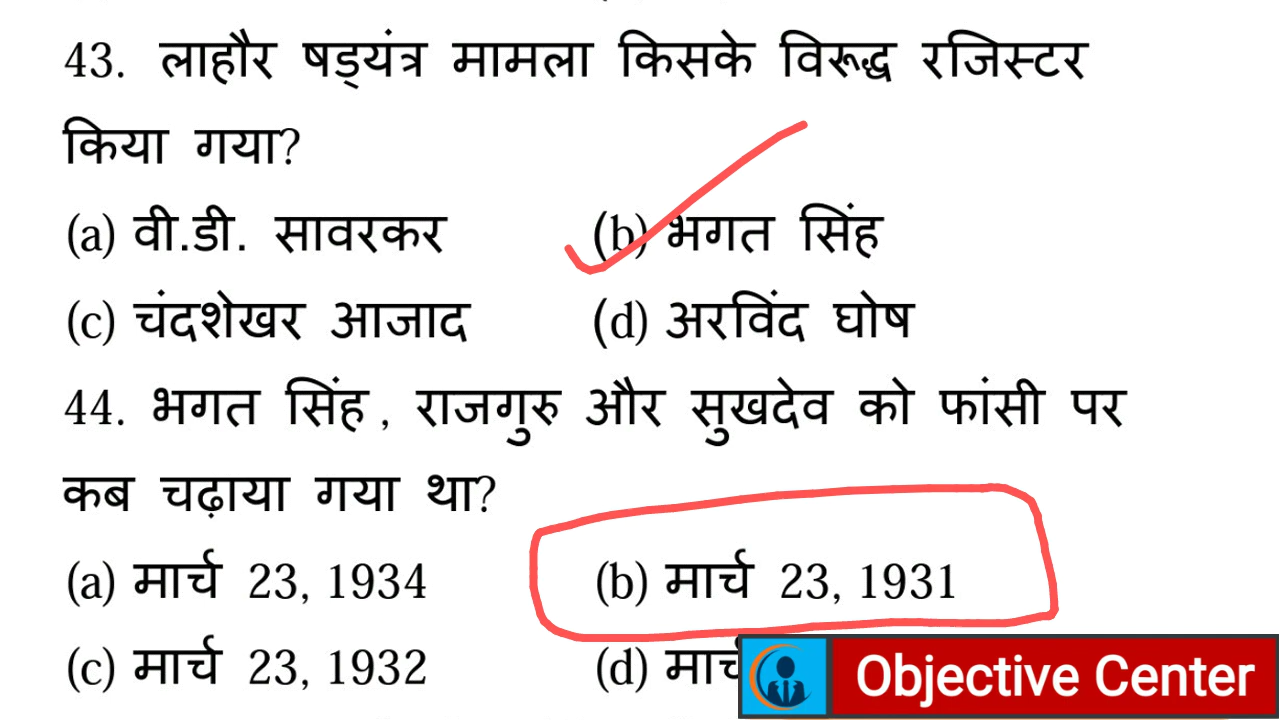 43. लाहौर षड्यंत्र मामला किसके विरूद्ध रजिस्टर
किया गया?
(a) वी.डी. सावरकर (b) भगत सिंह
(c) चंदशेखर आजाद (d) अरविंद घोष
44. भगत सिंह, राजगुरु और सुखदेव को फांसी पर
कब चढ़ाया गया था?
(a) मार्च 23, 1934 (b) मार्च 23, 1931
(c) मार्च 23, 1932 (d)
Objective Center